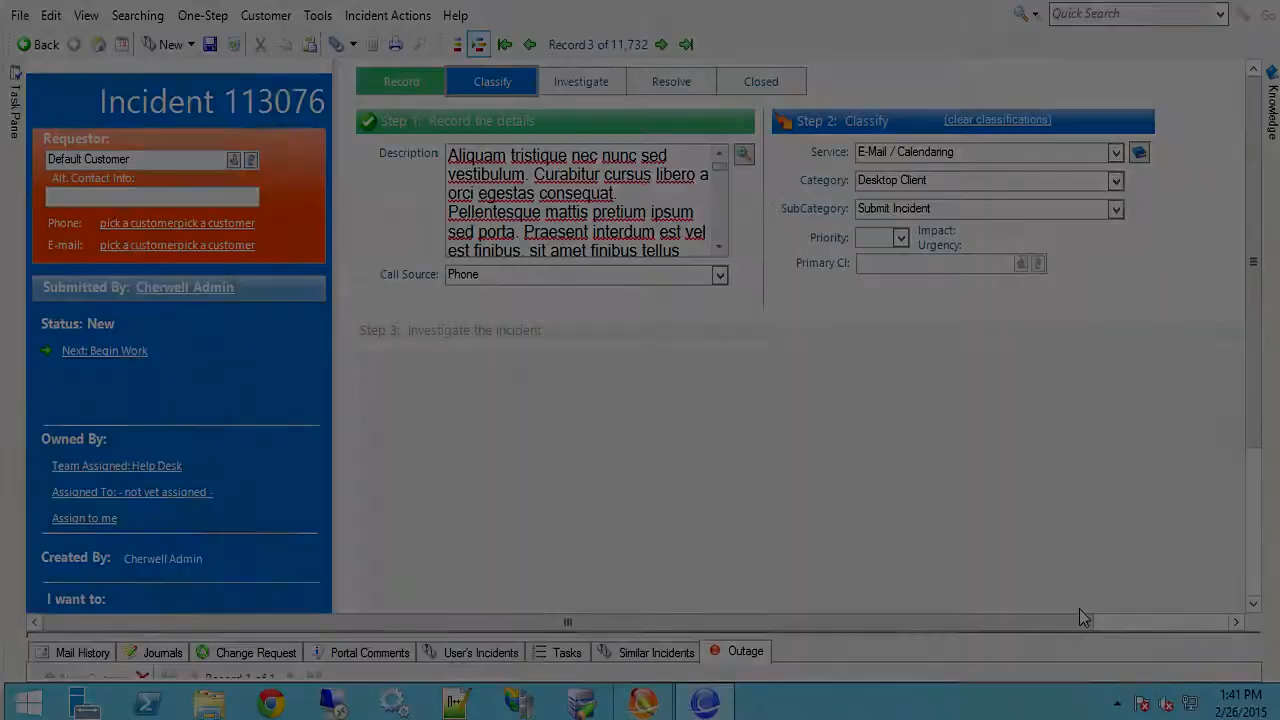 File Edit View Searching One-Step Customer Tools Incident Actions Help Quick Search Go
Back New Record 3 of 11,732
Task Pane
Knowledge
Incident 113076
Requestor:
Default Customer
Alt. Contact Info:
Phone: pick a customerpick a customer
E-mail: pick a customerpick a customer
Submitted By: Cherwell Admin
Status: New
Next: Begin Work
Owned By:
Team Assigned: Help Desk
Assigned To: - not yet assigned -
Assign to me
Created By: Cherwell Admin
I want to:
Record Classify Investigate Resolve Closed
Step 1: Record the details
Description: Aliquam tristique nec nunc sed
vestibulum. Curabitur cursus libero a
orci egestas consequat.
Pellentesque mattis pretium ipsum
sed porta. Praesent interdum est vel
est finibus, sit amet finibus tellus
Call Source: Phone
Step 2: Classify (clear classifications)
Service: E-Mail / Calendaring
Category: Desktop Client
SubCategory: Submit Incident
Priority: Impact:
Urgency:
Primary CI:
Step 3: Investigate the incident
Mail History Journals Change Request Portal Comments User's Incidents Tasks Similar Incidents Outage
Record 1 of 1
1:41 PM
2/26/2015